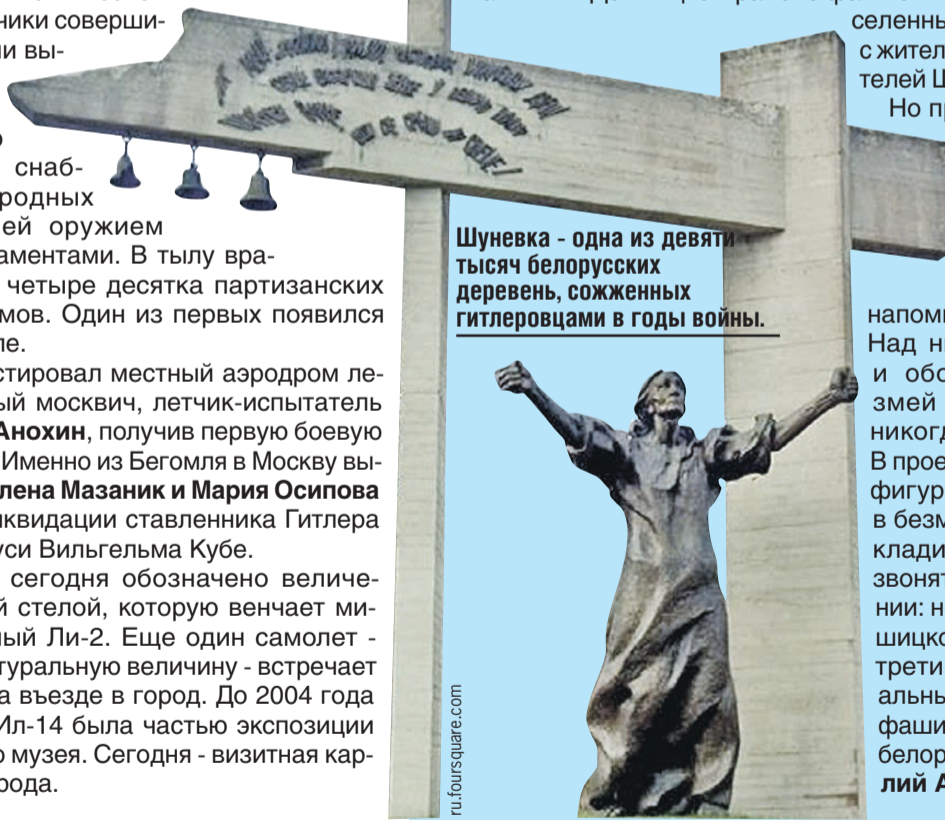 ники соверши-
ли вы-
снаб-
родных
ей оружием
аментами. В тылу вра-
четыре десятка партизанских
мов. Один из первых появился
ле.
стировал местный аэродром ле-
ый москвич, летчик-испытатель
Анохин, получив первую боевую
Именно из Бегомля в Москву вы-
лена Мазаник и Мария Осипова
иквидации ставленника Гитлера
уси Вильгельма Кубе.
сегодня обозначено величе-
й стелой, которую венчает ми-
ный Ли-2. Еще один самолет -
туральную величину - встречает
а въезде в город. До 2004 года
Ил-14 была частью экспозиции
о музея. Сегодня - визитная кар-
рода.
Шуневка - одна из девяти
тысяч белорусских
деревень, сожженных
гитлеровцами в годы войны.
ru.foursquare.com
селенны
с жител
телей Ш
Но п
напоми
Над н
и обо
змей
никогд
В прое
фигур
в безм
клади
звонят
нии: н
шицко
трети
альны
фаши
белор
лий А